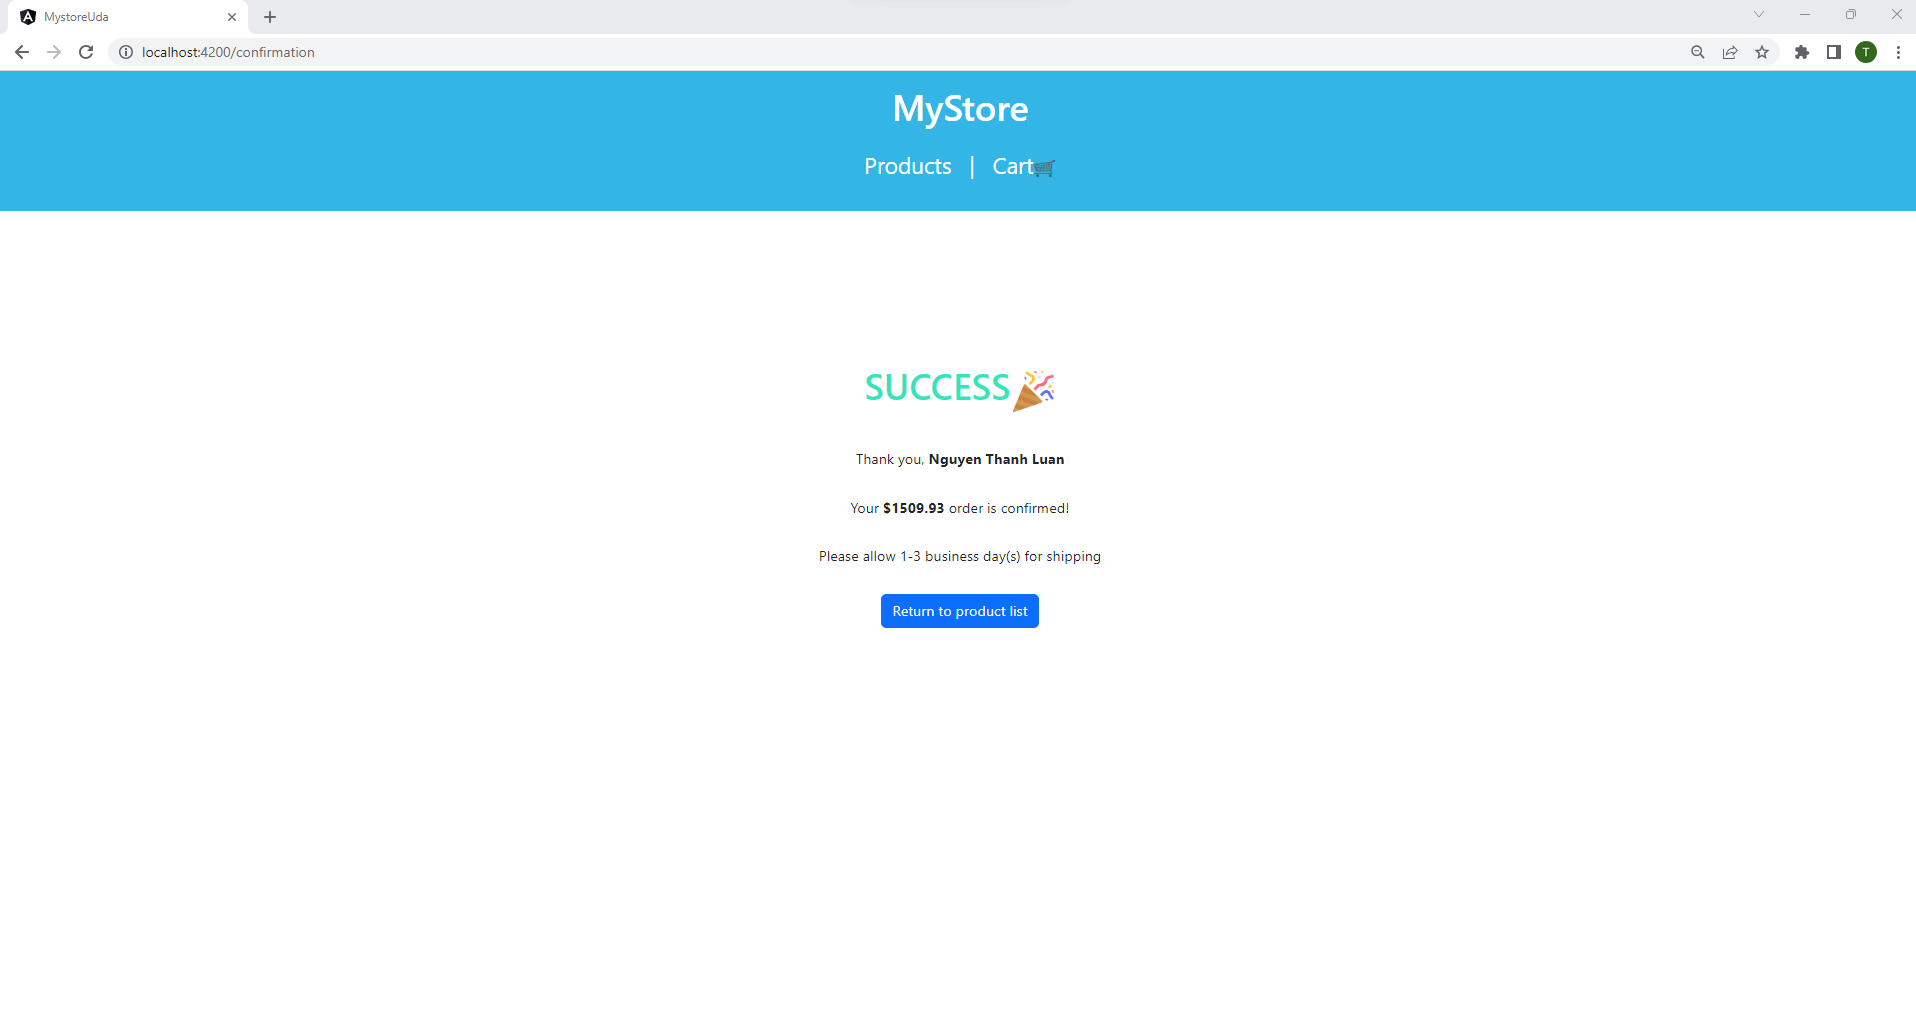 MystoreUda
localhost:4200/confirmation
T
MyStore
Products | Cart🛒
SUCCESS🎉
Thank you, Nguyen Thanh Luan
Your $1509.93 order is confirmed!
Please allow 1-3 business day(s) for shipping
Return to product list